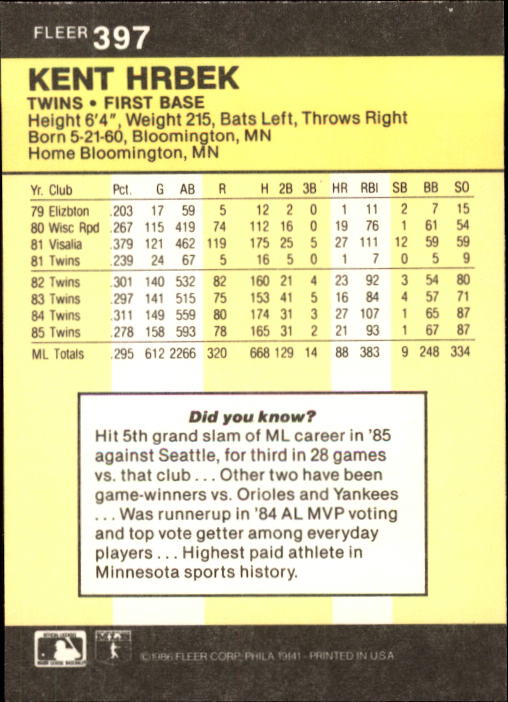 FLEER 397
KENT HRBEK
TWINS • FIRST BASE
Height 6'4", Weight 215, Bats Left, Throws Right
Born 5-21-60, Bloomington, MN
Home Bloomington, MN
Yr. Club Pct. G AB R H 2B 3B HR RBI SB BB SO
79 Elizbton .203 17 59 5 12 2 0 1 11 2 7 15
80 Wisc Rpd .267 115 419 74 112 16 0 19 76 1 61 54
81 Visalia .379 121 462 119 175 25 5 27 111 12 59 59
81 Twins .239 24 67 5 16 5 0 1 7 0 5 9
82 Twins .301 140 532 82 160 21 4 23 92 3 54 80
83 Twins .297 141 515 75 153 41 5 16 84 4 57 71
84 Twins .311 149 559 80 174 31 3 27 107 1 65 87
85 Twins .278 158 593 78 165 31 2 21 93 1 67 87
ML Totals .295 612 2266 320 668 129 14 88 383 9 248 334
Did you know?
Hit 5th grand slam of ML career in '85
against Seattle, for third in 28 games
vs. that club ... Other two have been
game-winners vs. Orioles and Yankees
... Was runnerup in '84 AL MVP voting
and top vote getter among everyday
players ... Highest paid athlete in
Minnesota sports history.
©1986 FLEER CORP. PHILA 19141 - PRINTED IN U.S.A.